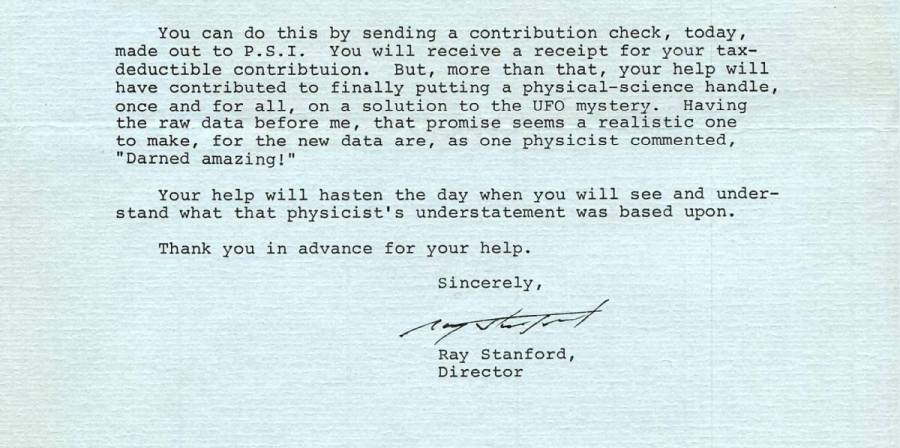 You can do this by sending a contribution check, today,
made out to P.S.I. You will receive a receipt for your tax-
deductible contribtuion. But, more than that, your help will
have contributed to finally putting a physical-science handle,
once and for all, on a solution to the UFO mystery. Having
the raw data before me, that promise seems a realistic one
to make, for the new data are, as one physicist commented,
"Darned amazing!"
Your help will hasten the day when you will see and under-
stand what that physicist's understatement was based upon.
Thank you in advance for your help.
Sincerely,
Ray Stanford
Ray Stanford,
Director